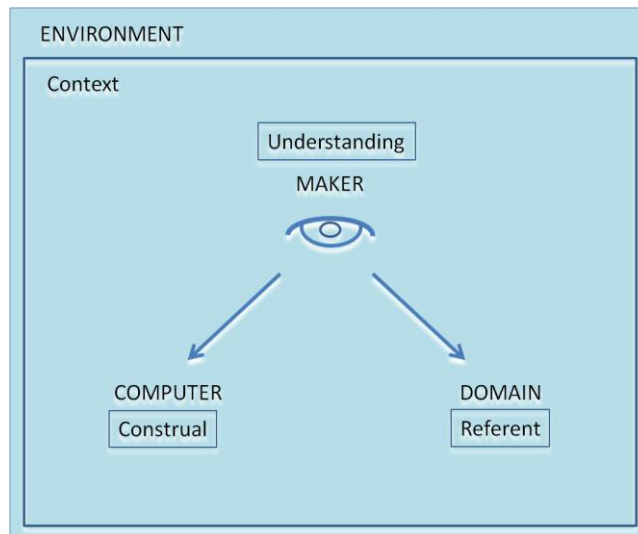 ENVIRONMENT
Context
Understanding
MAKER
COMPUTER
DOMAIN
Construal
Referent